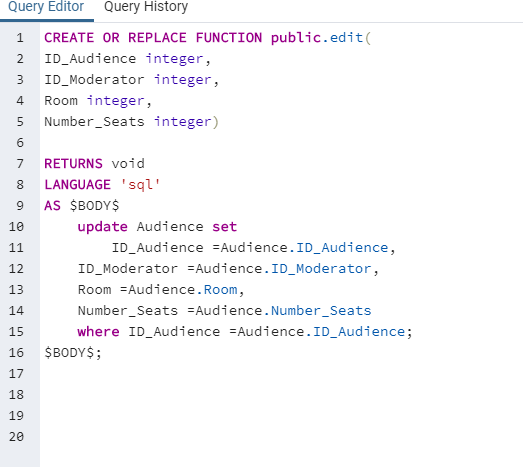 Query Editor Query History
1 CREATE OR REPLACE FUNCTION public.edit(
2 ID_Audience integer,
3 ID_Moderator integer,
4 Room integer,
5 Number_Seats integer)
6
7 RETURNS void
8 LANGUAGE 'sql'
9 AS $BODY$
10 update Audience set
11 ID_Audience =Audience.ID_Audience,
12 ID_Moderator =Audience.ID_Moderator,
13 Room =Audience.Room,
14 Number_Seats =Audience.Number_Seats
15 where ID_Audience =Audience.ID_Audience;
16 $BODY$;
17
18
19
20